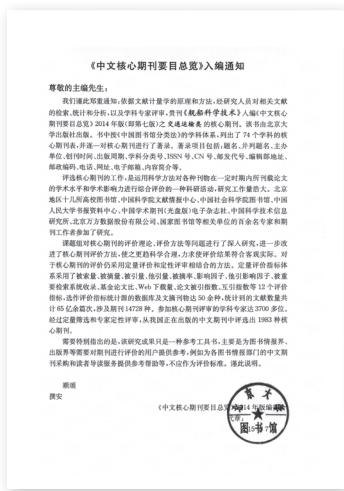 《中文核心期刊要目总览》入编通知
尊敬的主编先生：
我们谨此郑重通知：依据文献计量学的原理和方法，经研究人员对相关文献
的检索、统计和分析，以及学科专家评审，贵刊《舰船科学技术》入编《中文核心
期刊要目总览》2014年版（即第七版）之交通运输类的核心期刊。该书由北京大
学出版社出版。书中按《中国图书馆分类法》的学科体系，列出了74个学科的核
心期刊表，并逐一对核心期刊进行了著录。著录项目包括：题名、并列题名、主办
单位、创刊时间、出版周期、学科分类号、ISSN号、CN号、邮发代号、编辑部地址、
邮政编码、电话、网址、电子邮箱、内容简介等。
评选核心期刊的工作，是运用科学方法对各种刊物在一定时期内所刊载论文
的学术水平和学术影响力进行综合评价的一种科研活动，研究工作量浩大。北京
地区十几所高校图书馆、中国科学院文献情报中心、中国社会科学院图书馆、中国
人民大学书报资料中心、中国学术期刊（光盘版）电子杂志社、中国科学技术信息
研究所、北京万方数据股份有限公司、国家图书馆等相关单位的百余名专家和期
刊工作者参加了研究。
课题组对核心期刊的评价理论、评价方法等问题进行了深入研究，进一步改
进了核心期刊评价方法，使之更趋科学合理，力求使评价结果符合客观实际。对
于核心期刊的评价仍采用定量评价和定性评审相结合的方法。定量评价指标体
系采用了被索量、被摘量、被引量、他引量、被摘率、影响因子、他引影响因子、被重
要检索系统收录、基金论文比、Web下载量、论文被引指数、互引指数等12个评价
指标，选作评价指标统计源的数据库及文摘刊物达50余种，统计到的文献数量共
计65亿余篇次，涉及期刊14728种。参加核心期刊评审的学科专家达3700多位。
经过定量筛选和专家定性评审，从我国正在出版的中文期刊中评选出1983种核
心期刊。
需要特别指出的是，该研究成果只是一种参考工具书，主要是为图书情报界、
出版界等需要对期刊进行评价的用户提供参考，例如为各图书情报部门的中文期
刊采购和读者导读服务提供参考帮助等，不应作为评价标准。谨此说明。
顺颂
撰安
《中文核心期刊要目总览》2014年版编
图书馆